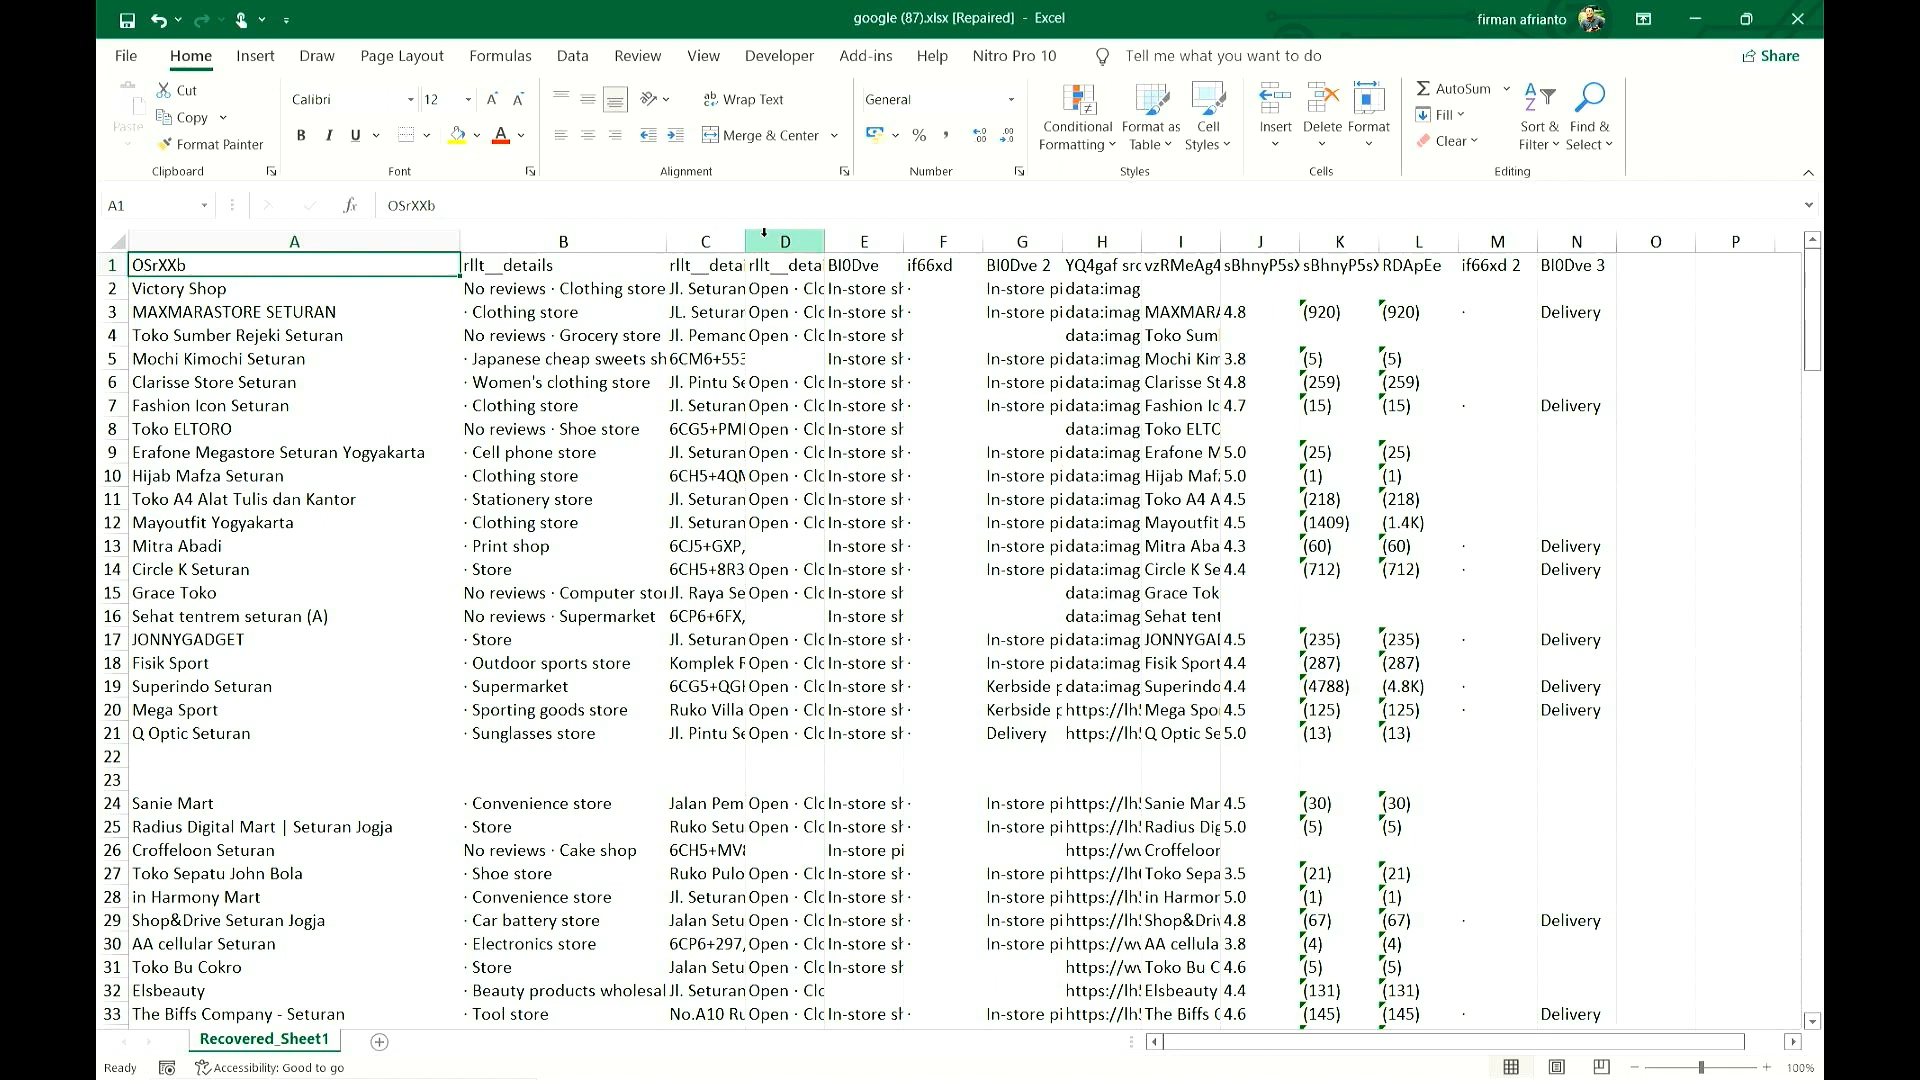 google (87).xlsx [Repaired] - Excel
firman afrianto
File Home Insert Draw Page Layout Formulas Data Review View Developer Add-ins Help Nitro Pro 10 Tell me what you want to do Share
Paste Cut Copy Format Painter Clipboard
Calibri 12 B I U A Font
Wrap Text Merge & Center Alignment
General % , Number
Conditional Formatting Format as Table Cell Styles Styles
Insert Delete Format Cells
AutoSum Fill Clear Sort & Filter Find & Select Editing
A1 fx OSrXXb
A B C D E F G H I J K L M N O P
1 OSrXXb rllt__details rllt__detai rllt__detai BI0Dve if66xd BI0Dve 2 YQ4gaf src vzRMeAg4 sBhnyP5sX sBhnyP5sX RDApEe if66xd 2 BI0Dve 3
2 Victory Shop No reviews · Clothing store Jl. Seturan Open · Clo In-store sh · In-store pi data:imag
3 MAXMARASTORE SETURAN · Clothing store JL. Seturan Open · Clo In-store sh · In-store pi data:imag MAXMARA 4.8 (920) (920) · Delivery
4 Toko Sumber Rejeki Seturan No reviews · Grocery store Jl. Pemand Open · Clo In-store sh data:imag Toko Sum
5 Mochi Kimochi Seturan · Japanese cheap sweets sh 6CM6+553 In-store sh · In-store pi data:imag Mochi Kim 3.8 (5) (5)
6 Clarisse Store Seturan · Women's clothing store Jl. Pintu Se Open · Clo In-store sh · In-store pi data:imag Clarisse St 4.8 (259) (259)
7 Fashion Icon Seturan · Clothing store Jl. Seturan Open · Clo In-store sh · In-store pi data:imag Fashion Ic 4.7 (15) (15) · Delivery
8 Toko ELTORO No reviews · Shoe store 6CG5+PMI Open · Clo In-store sh data:imag Toko ELTO
9 Erafone Megastore Seturan Yogyakarta · Cell phone store Jl. Seturan Open · Clo In-store sh · In-store pi data:imag Erafone M 5.0 (25) (25)
10 Hijab Mafza Seturan · Clothing store 6CH5+4QN Open · Clo In-store sh · In-store pi data:imag Hijab Maf 5.0 (1) (1)
11 Toko A4 Alat Tulis dan Kantor · Stationery store Jl. Seturan Open · Clo In-store sh · In-store pi data:imag Toko A4 A 4.5 (218) (218)
12 Mayoutfit Yogyakarta · Clothing store Jl. Seturan Open · Clo In-store sh · In-store pi data:imag Mayoutfit 4.5 (1409) (1.4K)
13 Mitra Abadi · Print shop 6CJ5+GXP, In-store sh · In-store pi data:imag Mitra Aba 4.3 (60) (60) · Delivery
14 Circle K Seturan · Store 6CH5+8R3 Open · Clo In-store sh · In-store pi data:imag Circle K Se 4.4 (712) (712) · Delivery
15 Grace Toko No reviews · Computer stor Jl. Raya Se Open · Clo In-store sh data:imag Grace Tok
16 Sehat tentrem seturan (A) No reviews · Supermarket 6CP6+6FX, In-store sh data:imag Sehat tent
17 JONNYGADGET · Store Jl. Seturan Open · Clo In-store sh · In-store pi data:imag JONNYGAI 4.5 (235) (235) · Delivery
18 Fisik Sport · Outdoor sports store Komplek F Open · Clo In-store sh · In-store pi data:imag Fisik Sport 4.4 (287) (287)
19 Superindo Seturan · Supermarket 6CG5+QGI Open · Clo In-store sh · Kerbside p data:imag Superindo 4.4 (4788) (4.8K) · Delivery
20 Mega Sport · Sporting goods store Ruko Villa Open · Clo In-store sh · Kerbside p https://lh5 Mega Spo 4.5 (125) (125) · Delivery
21 Q Optic Seturan · Sunglasses store Jl. Pintu Se Open · Clo In-store sh · Delivery https://lh5 Q Optic Se 5.0 (13) (13)
22
23
24 Sanie Mart · Convenience store Jalan Pem Open · Clo In-store sh · In-store pi https://lh5 Sanie Mar 4.5 (30) (30)
25 Radius Digital Mart | Seturan Jogja · Store Ruko Setu Open · Clo In-store sh · In-store pi https://lh5 Radius Dig 5.0 (5) (5)
26 Croffeloon Seturan No reviews · Cake shop 6CH5+MV8 In-store pi https://w Croffeloor
27 Toko Sepatu John Bola · Shoe store Ruko Pulo Open · Clo In-store sh · In-store pi https://lh Toko Sepa 3.5 (21) (21)
28 in Harmony Mart · Convenience store Jl. Seturan Open · Clo In-store sh · In-store pi https://lh5 in Harmon 5.0 (1) (1)
29 Shop&Drive Seturan Jogja · Car battery store Jalan Setu Open · Clo In-store sh · In-store pi https://lh5 Shop&Driv 4.8 (67) (67) · Delivery
30 AA cellular Seturan · Electronics store 6CP6+297, Open · Clo In-store sh · In-store pi https://w AA cellula 3.8 (4) (4)
31 Toko Bu Cokro · Store Jalan Setu Open · Clo In-store sh https://w Toko Bu C 4.6 (5) (5)
32 Elsbeauty · Beauty products wholesal Jl. Seturan Open · Clo https://lh5 Elsbeauty 4.4 (131) (131)
33 The Biffs Company - Seturan · Tool store No.A10 Ru Open · Clo In-store sh · In-store pi https://lh5 The Biffs C 4.6 (145) (145) · Delivery
Recovered_Sheet1
Ready Accessibility: Good to go 100%